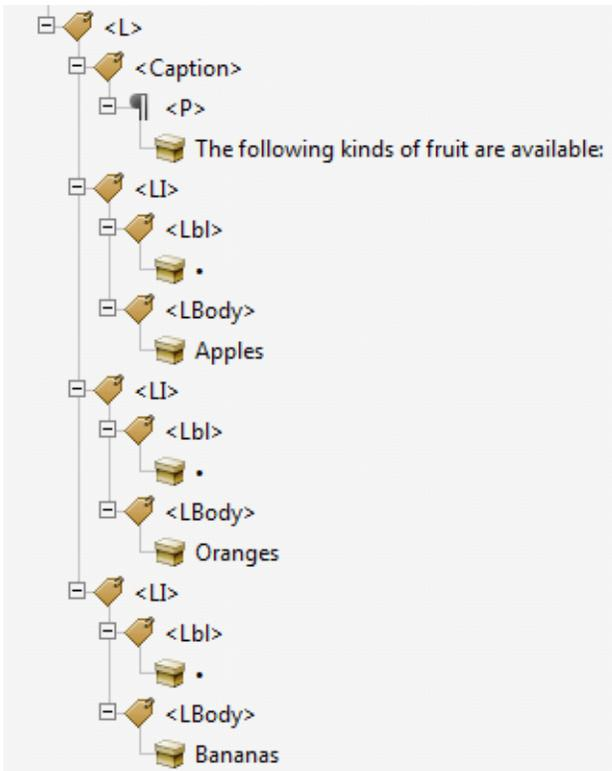 <L>
<Caption>
<P>
The following kinds of fruit are available:
<LI>
<Lbl>
•
<LBody>
Apples
<LI>
<Lbl>
•
<LBody>
Oranges
<LI>
<Lbl>
•
<LBody>
Bananas